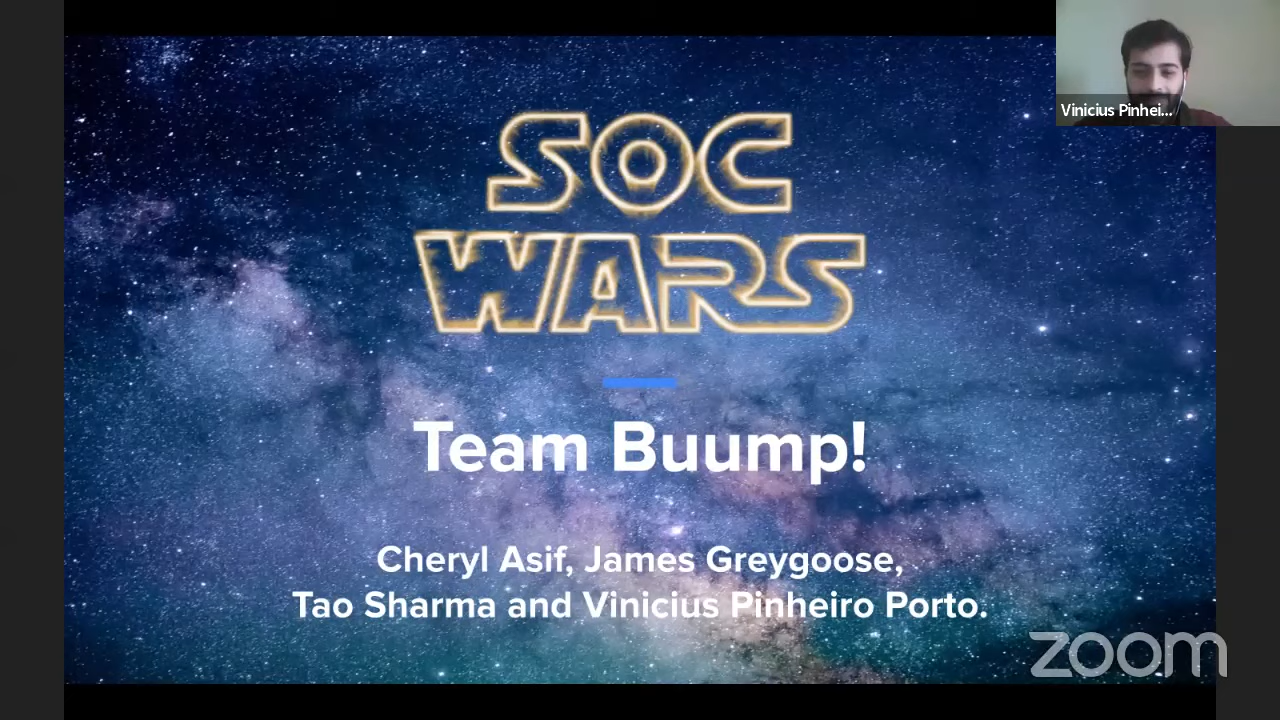 SOC
WARS
Team Buump!
Cheryl Asif, James Greygoose,
Tao Sharma and Vinicius Pinheiro Porto.
Vinicius Pinhei...
zoom